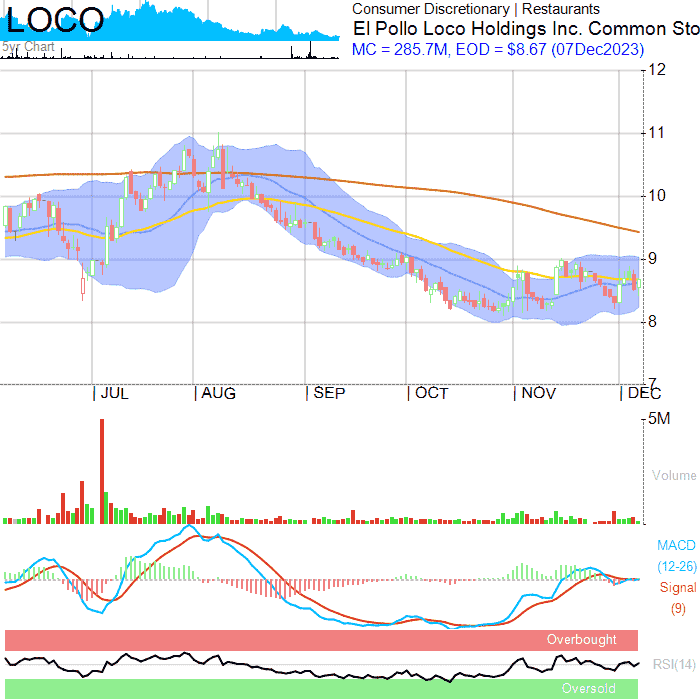 LOCO
5yr Chart
Consumer Discretionary | Restaurants
El Pollo Loco Holdings Inc. Common Sto
MC = 285.7M, EOD = $8.67 (07Dec2023)
12
11
10
9
8
7
| JUL | AUG | SEP | OCT | NOV | DEC
5M
Volume
MACD
(12-26)
Signal
(9)
Overbought
RSI(14)
Oversold